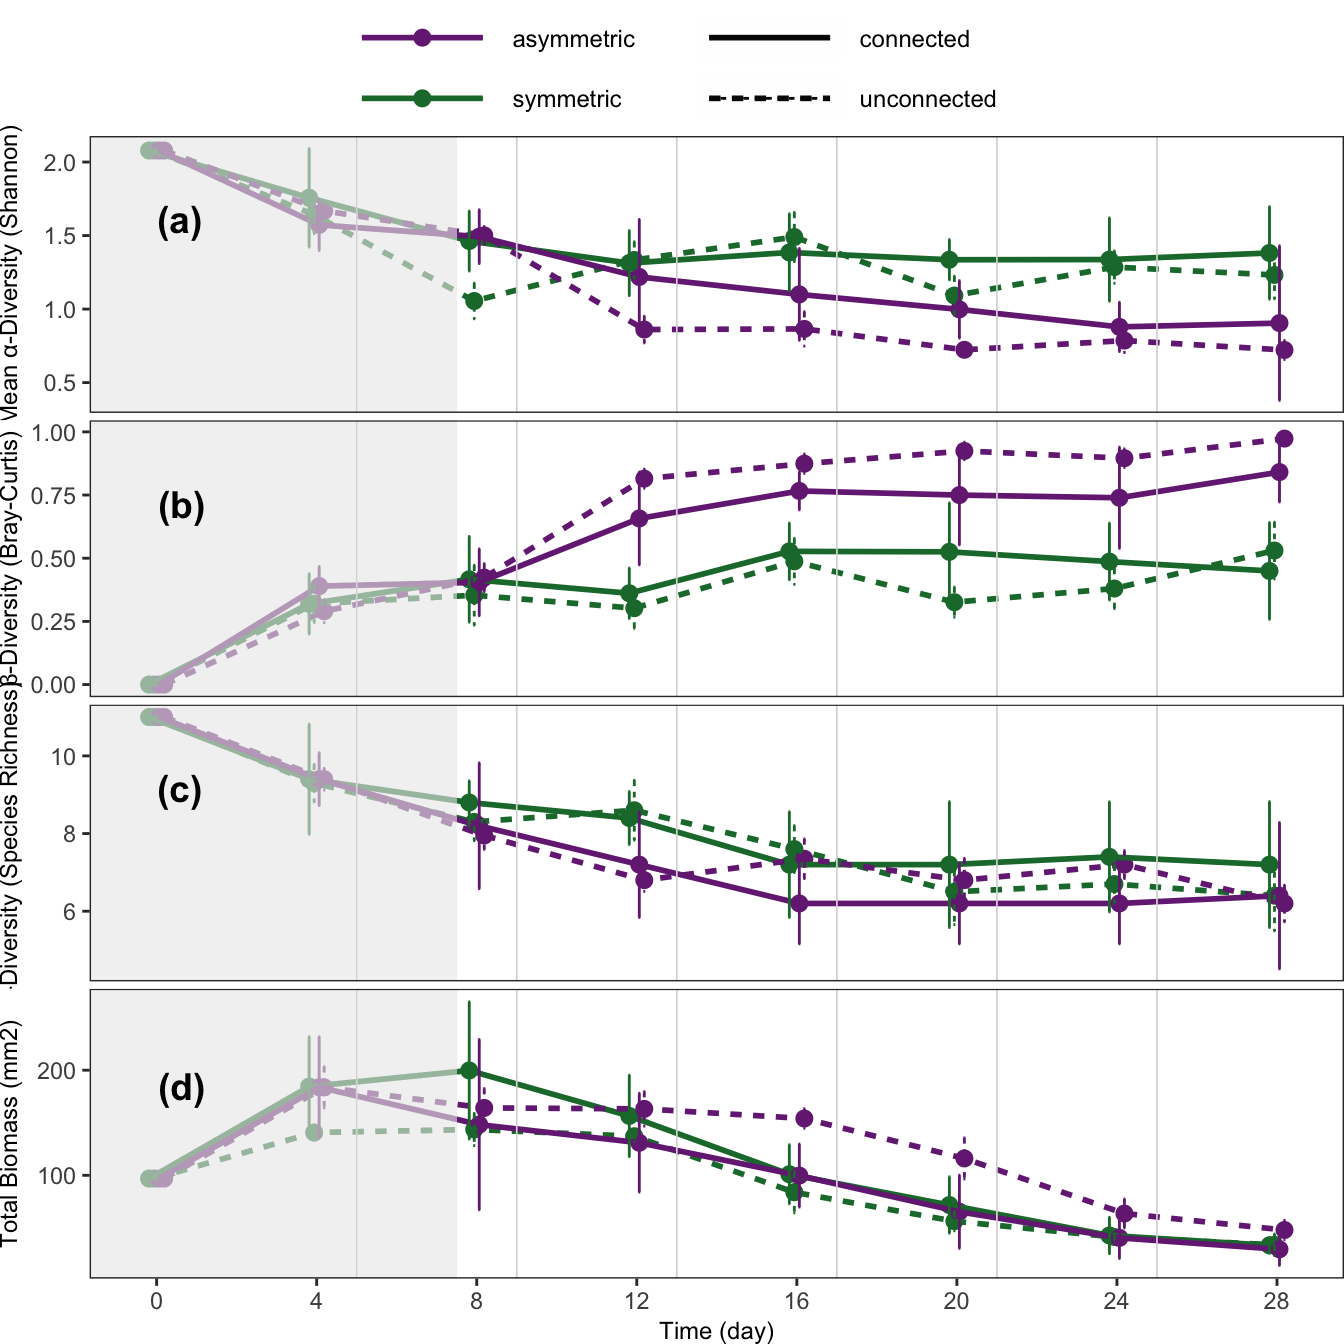 asymmetric
connected
symmetric
unconnected
Mean α-Diversity (Shannon)
2.0
1.5
1.0
0.5
(a)
β-Diversity (Bray-Curtis)
1.00
0.75
0.50
0.25
0.00
(b)
-Diversity (Species Richness)
10
8
6
(c)
Total Biomass (mm2)
200
100
(d)
0 4 8 12 16 20 24 28
Time (day)